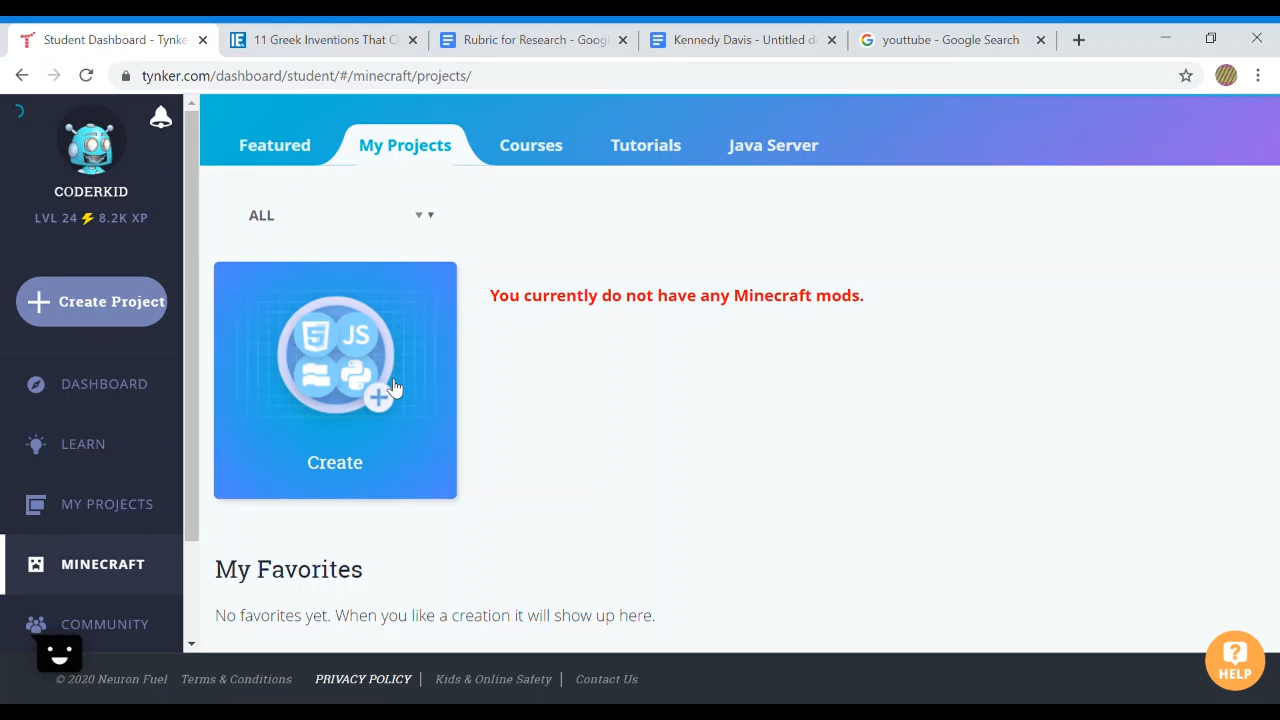 Student Dashboard - Tynke
11 Greek Inventions That C
Rubric for Research - Goog
Kennedy Davis - Untitled d
youttube - Google Search
tynker.com/dashboard/student/#/minecraft/projects/
CODERKID
LVL 24 ⚡ 8.2K XP
+ Create Project
DASHBOARD
LEARN
MY PROJECTS
MINECRAFT
COMMUNITY
Featured
My Projects
Courses
Tutorials
Java Server
ALL
JS
Create
You currently do not have any Minecraft mods.
My Favorites
No favorites yet. When you like a creation it will show up here.
© 2020 Neuron Fuel Terms & Conditions PRIVACY POLICY | Kids & Online Safety | Contact Us
HELP